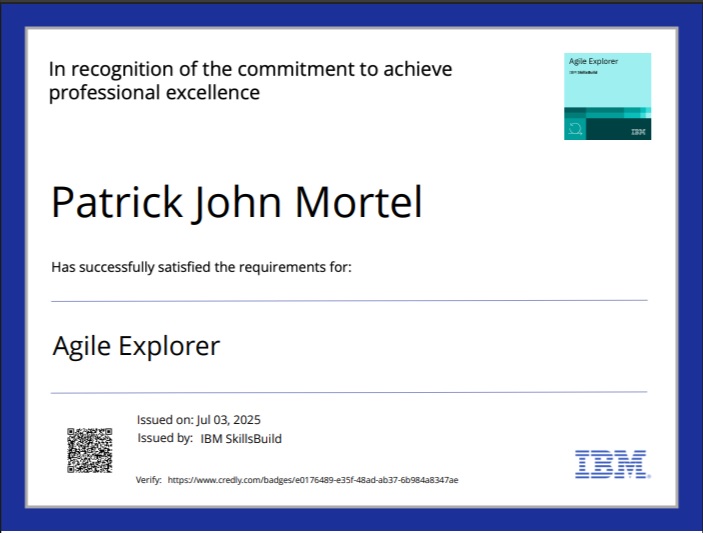 In recognition of the commitment to achieve
professional excellence
Agile Explorer
IBM SkillsBuild
IBM
Patrick John Mortel
Has successfully satisfied the requirements for:
Agile Explorer
Issued on: Jul 03, 2025
Issued by: IBM SkillsBuild
Verify: https://www.credly.com/badges/e0176489-e35f-48ad-ab37-6b984a8347ae
IBM®